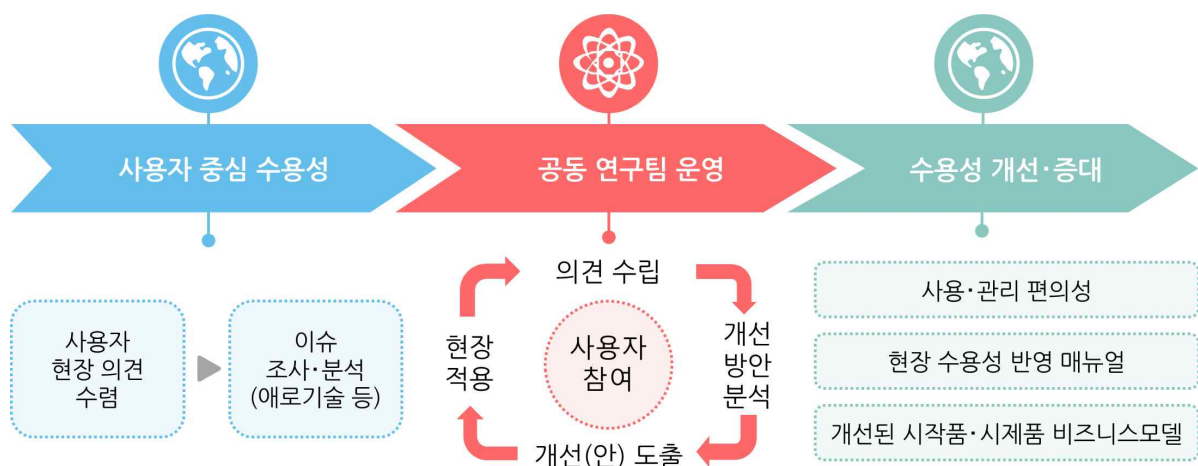 사용자 중심 수용성
공동 연구팀 운영
수용성 개선·증대
사용자
현장 의견
수렴
이슈
조사·분석
(애로기술 등)
의견 수립
개선
방안
분석
개선(안) 도출
현장
적용
사용자
참여
사용·관리 편의성
현장 수용성 반영 매뉴얼
개선된 시작품·시제품 비즈니스모델